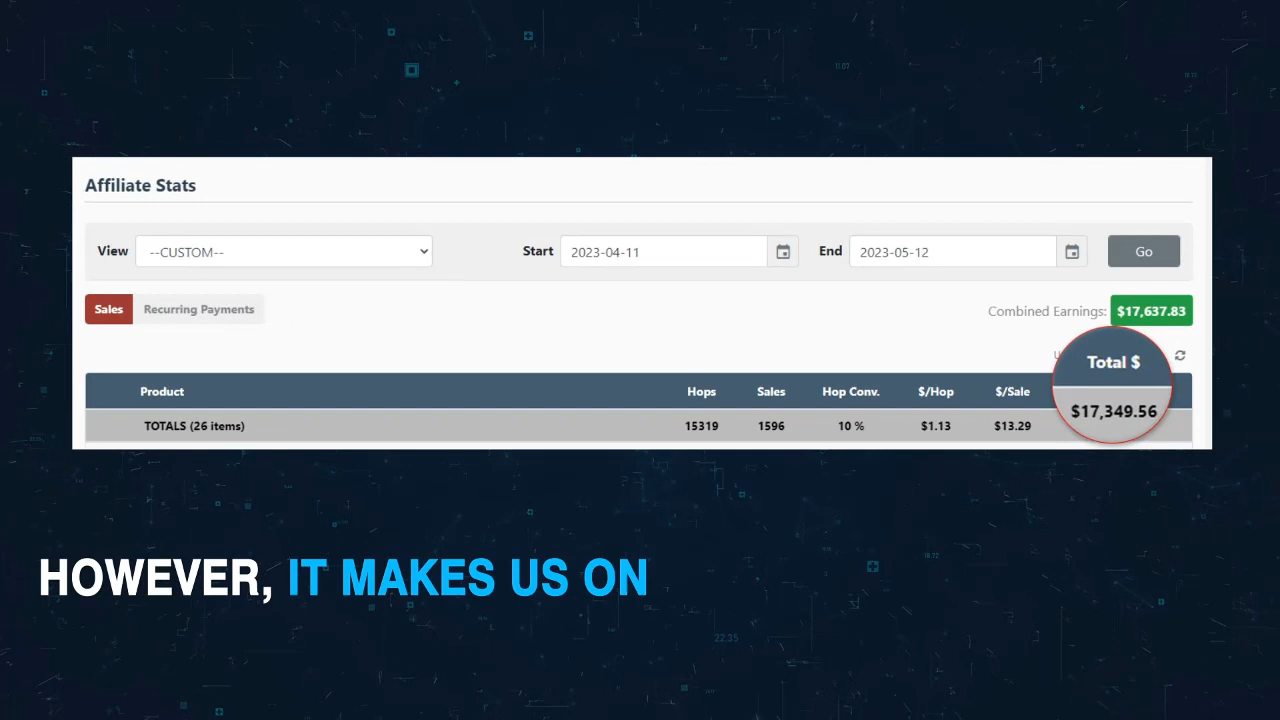 Affiliate Stats
View --CUSTOM-- Start 2023-04-11 End 2023-05-12 Go
Sales Recurring Payments Combined Earnings: $17,637.83
Product Hops Sales Hop Conv. $/Hop $/Sale Total $
TOTALS (26 items) 15319 1596 10 % $1.13 $13.29 $17,349.56
HOWEVER, IT MAKES US ON